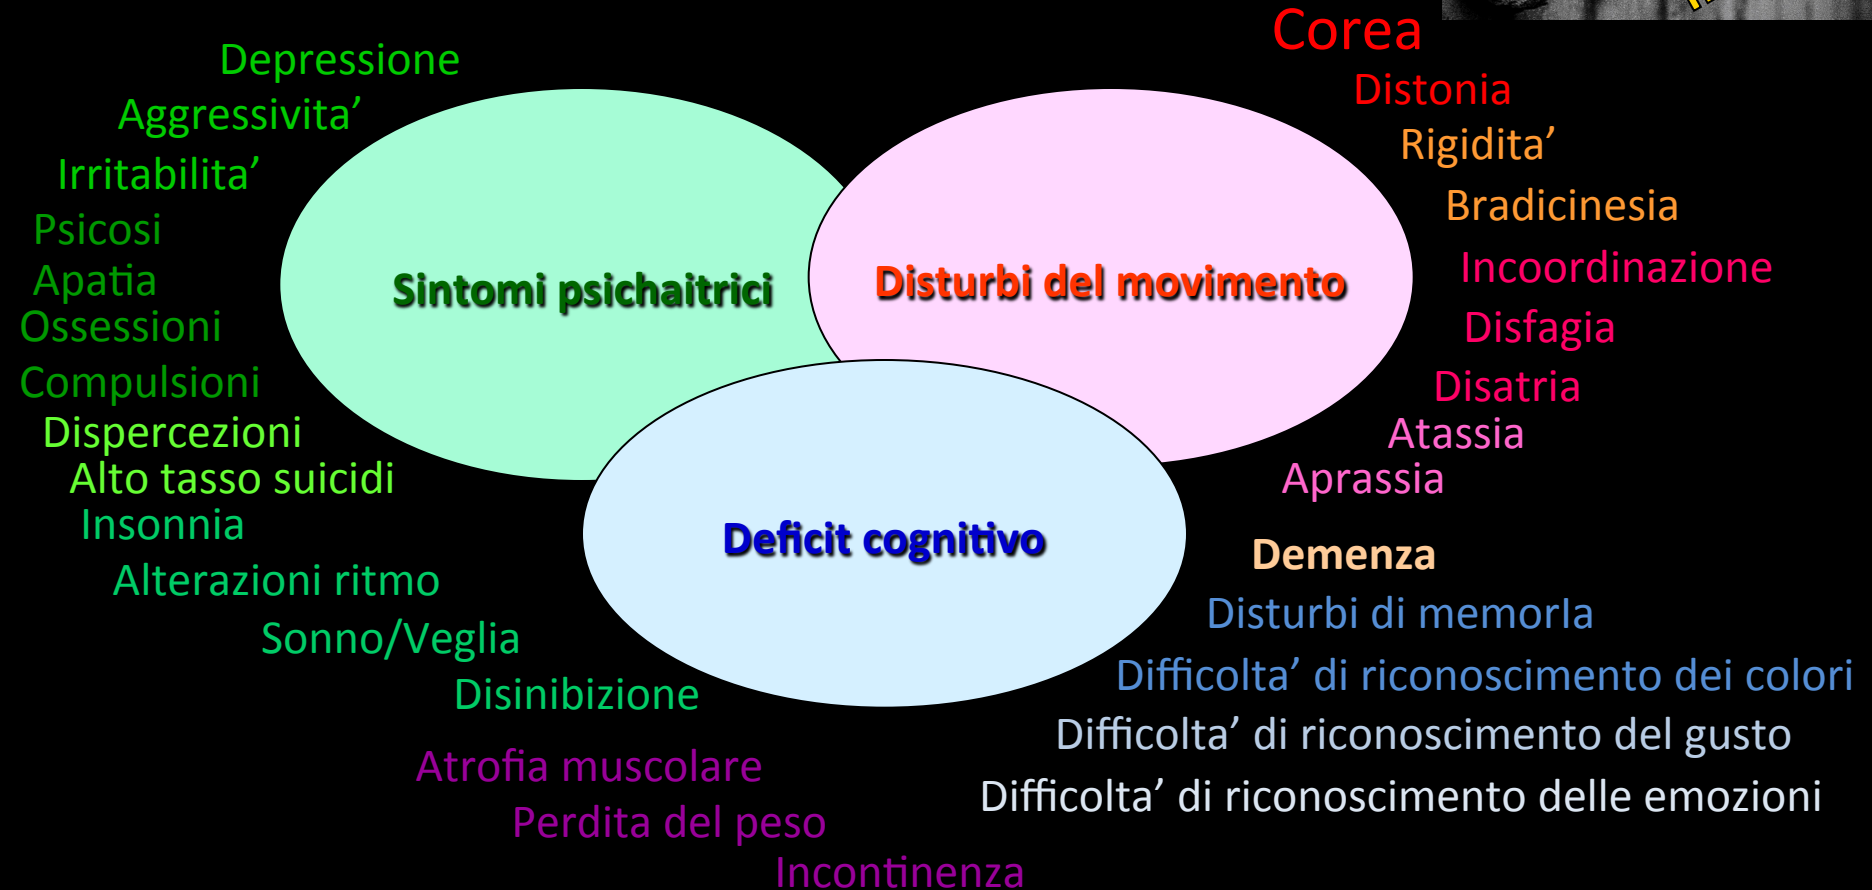 Depressione
Aggressivita’
Irritabilita’
Psicosi
Apatia
Ossessioni
Compulsioni
Dispercezioni
Alto tasso suicidi
Insonnia
Alterazioni ritmo
Sonno/Veglia
Disinibizione
Atrofia muscolare
Perdita del peso
Incontinenza
Sintomi psichaitrici
Disturbi del movimento
Deficit cognitivo
Corea
Distonia
Rigidita’
Bradicinesia
Incoordinazione
Disfagia
Disatria
Atassia
Aprassia
Demenza
Disturbi di memorIa
Difficolta’ di riconoscimento dei colori
Difficolta’ di riconoscimento del gusto
Difficolta’ di riconoscimento delle emozioni